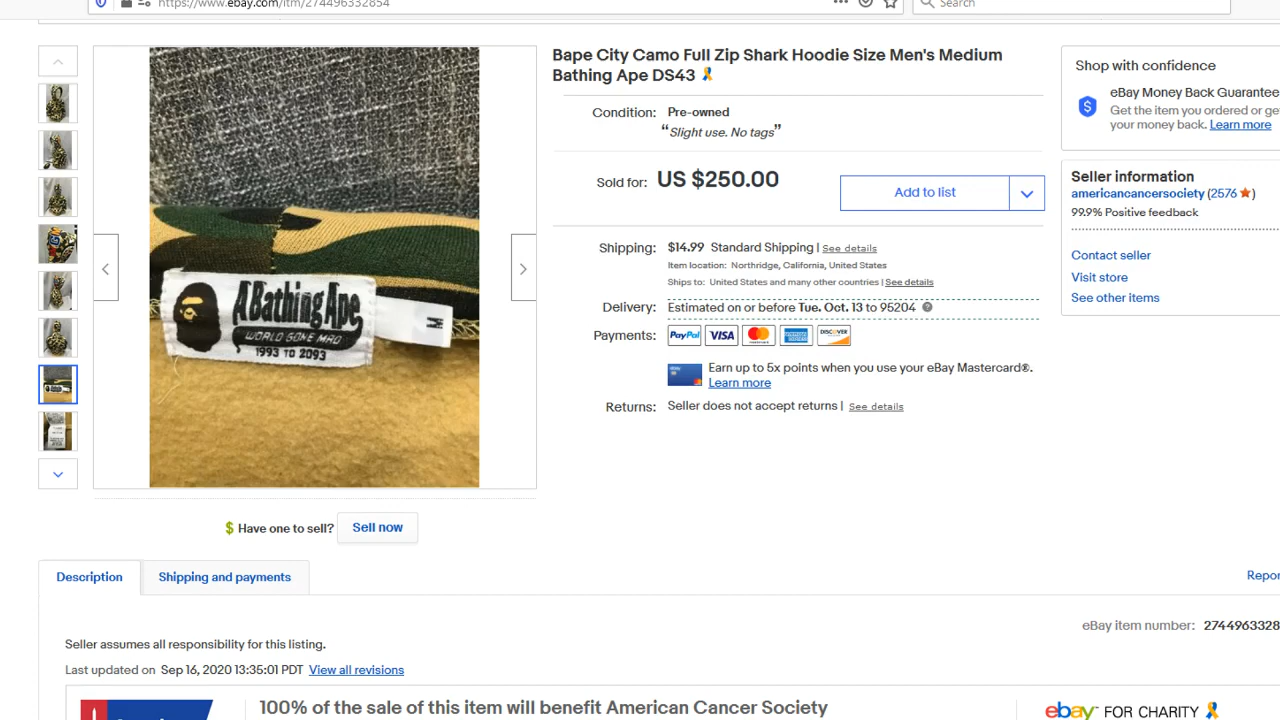 https://www.ebay.com/itm/274496332854
Search
Bape City Camo Full Zip Shark Hoodie Size Men's Medium
Bathing Ape DS43
Condition: Pre-owned
“Slight use. No tags”
Sold for: US $250.00
Add to list
Shipping: $14.99 Standard Shipping | See details
Item location: Northridge, California, United States
Ships to: United States and many other countries | See details
Delivery: Estimated on or before Tue. Oct. 13 to 95204
Payments: PayPal VISA mastercard AMERICAN EXPRESS DISCOVER
Earn up to 5x points when you use your eBay Mastercard®.
Learn more
Returns: Seller does not accept returns | See details
Shop with confidence
eBay Money Back Guarantee
Get the item you ordered or ge
your money back. Learn more
Seller information
americancancersociety (2576 )
99.9% Positive feedback
Contact seller
Visit store
See other items
A Bathing Ape
WORLD GONE MAD
1993 TO 2093
M
$ Have one to sell? Sell now
Description
Shipping and payments
Repor
eBay item number: 2744963328
Seller assumes all responsibility for this listing.
Last updated on Sep 16, 2020 13:35:01 PDT View all revisions
100% of the sale of this item will benefit American Cancer Society
ebay FOR CHARITY